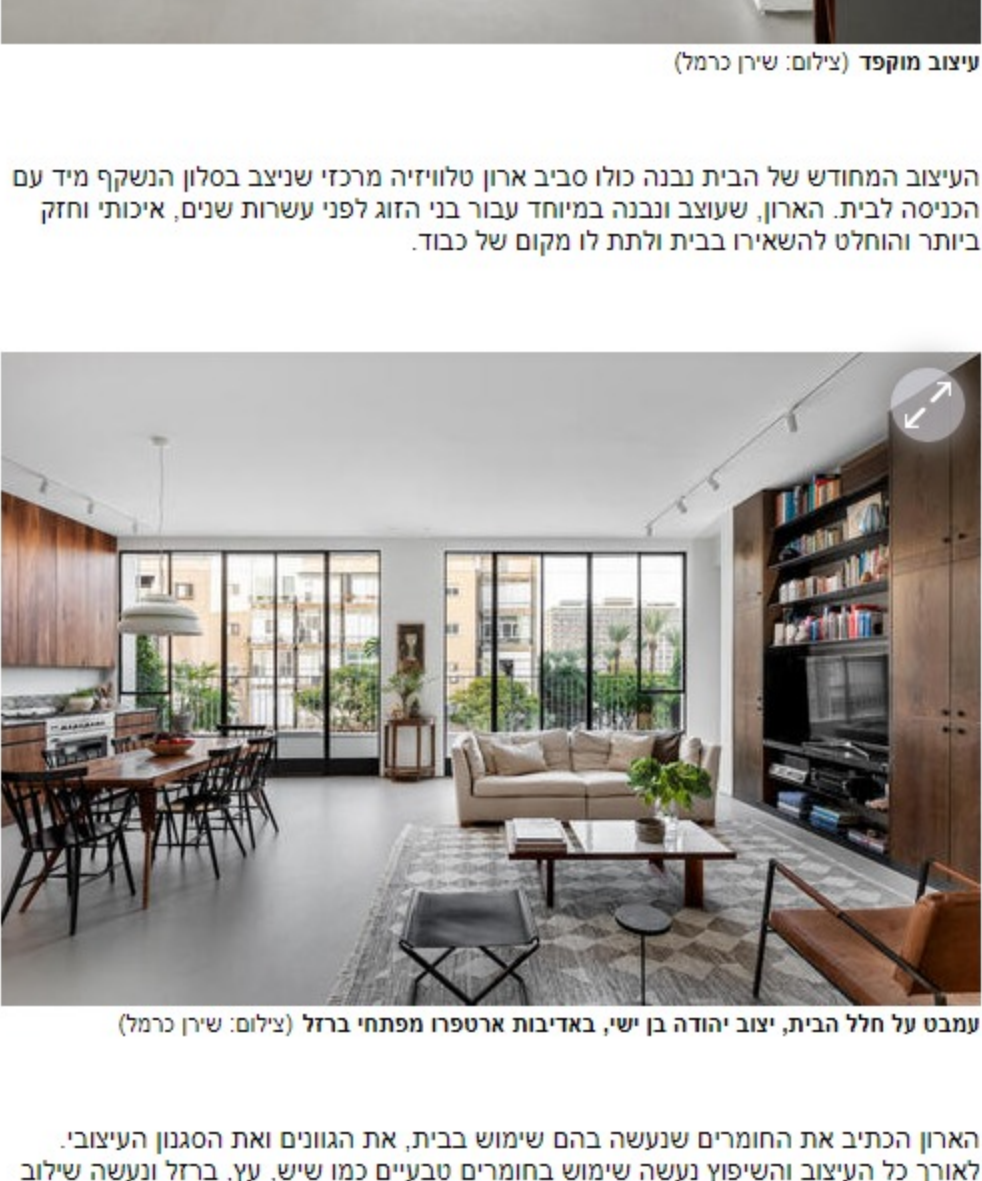 עיצוב מוקפד (צילום: שירן כרמל)
העיצוב המחודש של הבית נבנה כולו סביב ארון טלוויזיה מרכזי שניצב בסלון הנשקף מיד עם
הכניסה לבית. הארון, שעוצב ונבנה במיוחד עבור בני הזוג לפני עשרות שנים, איכותי וחזק
ביותר והוחלט להשאירו בבית ולתת לו מקום של כבוד.
עמבט על חלל הבית, יצוב יהודה בן ישי, באדיבות ארטפרו מפתחי ברזל (צילום: שירן כרמל)
הארון הכתיב את החומרים שנעשה בהם שימוש בבית, את הגוונים ואת הסגנון העיצובי.
לאורך כל העיצוב והשיפוץ נעשה שימוש בחומרים טבעיים כמו שיש, עץ, ברזל ונעשה שילוב